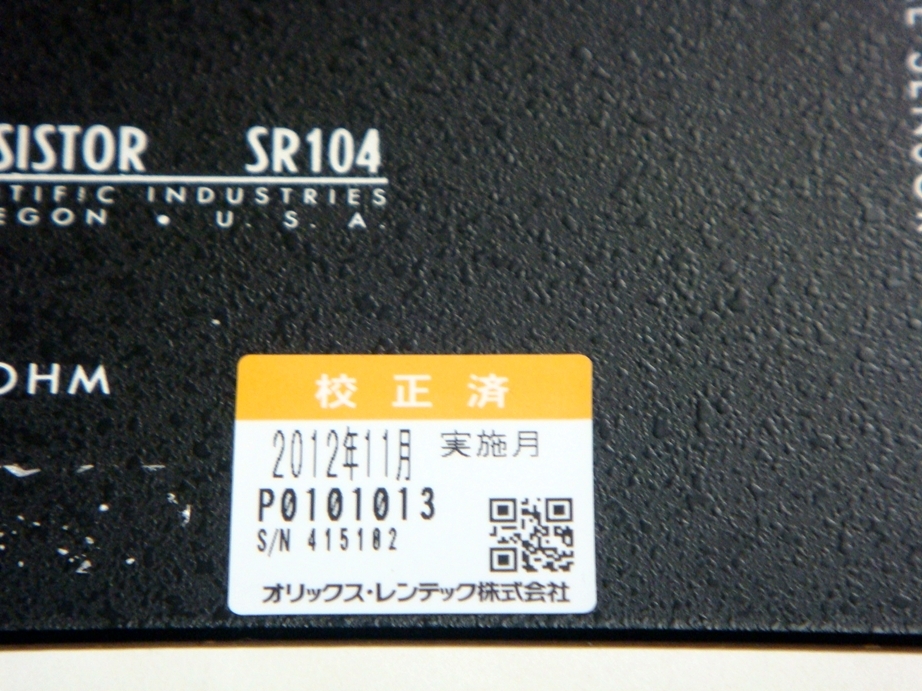 SISTOR SR104
TIFIC INDUSTRIES
EGON • U. S. A.
OHM
校正済
2012年11月 実施月
P0101013
S/N 415102
オリックス・レンテック株式会社